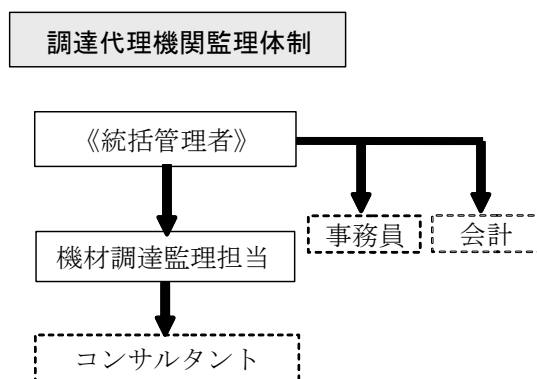 調達代理機関監理体制
《統括管理者》
事務員
会計
機材調達監理担当
コンサルタント